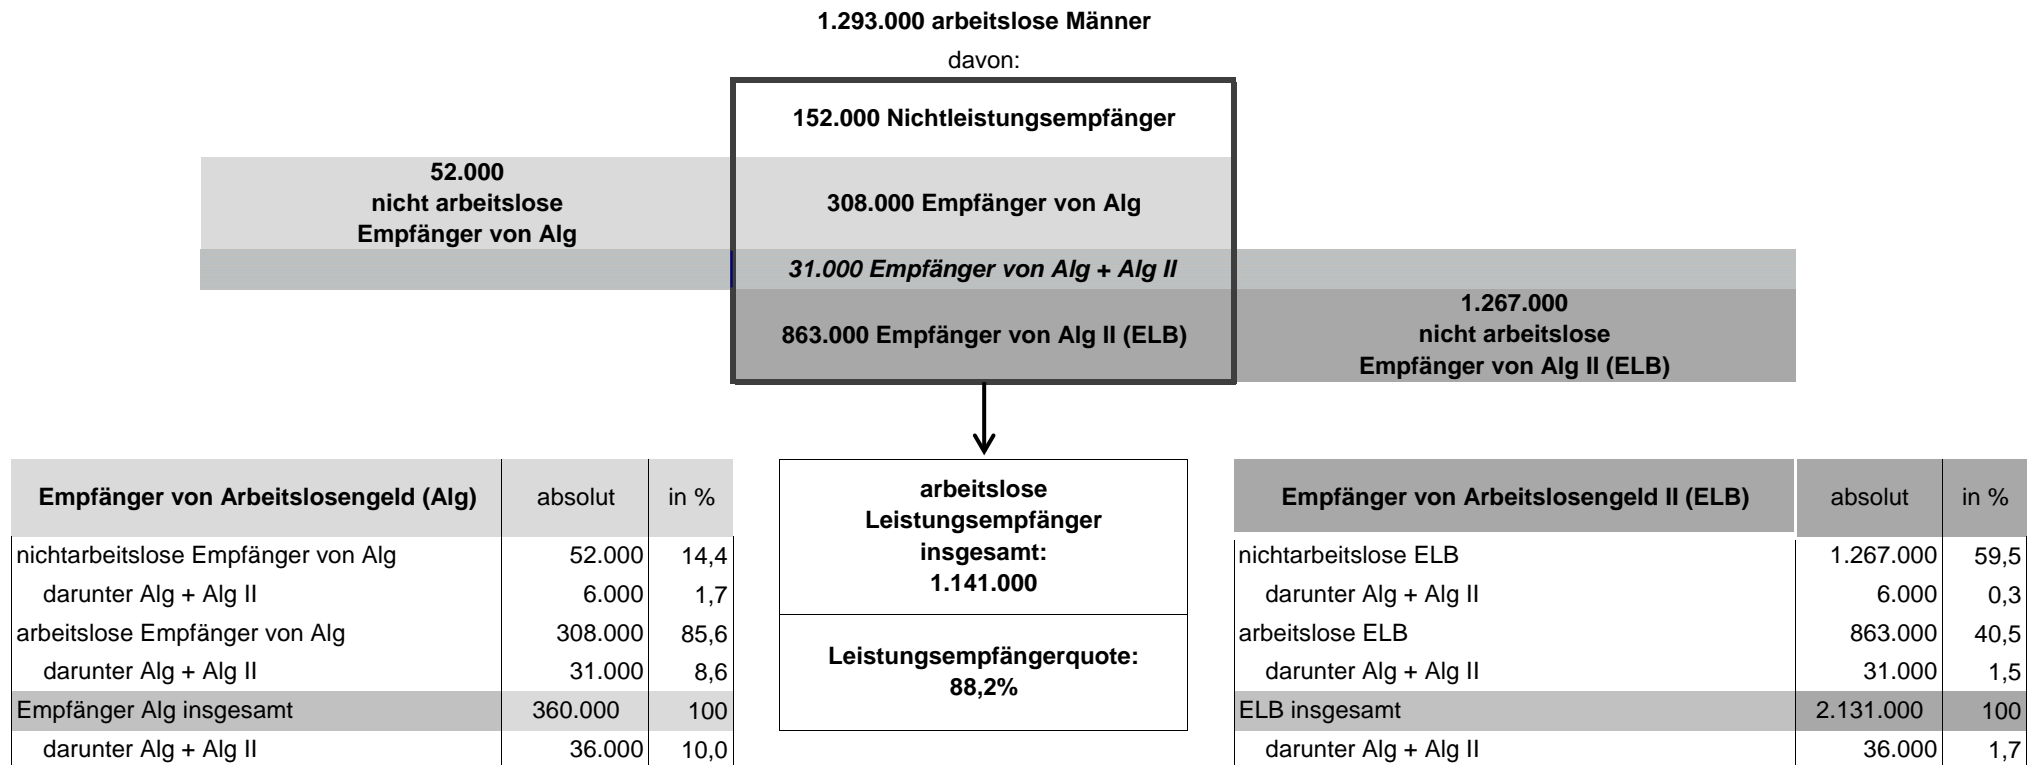 1.293.000 arbeitslose Männer
davon:
152.000 Nichtleistungsempfänger
52.000
nicht arbeitslose
Empfänger von Alg
308.000 Empfänger von Alg
31.000 Empfänger von Alg + Alg II
863.000 Empfänger von Alg II (ELB)
1.267.000
nicht arbeitslose
Empfänger von Alg II (ELB)
Empfänger von Arbeitslosengeld (Alg) absolut in %
nichtarbeitslose Empfänger von Alg 52.000 14,4
darunter Alg + Alg II 6.000 1,7
arbeitslose Empfänger von Alg 308.000 85,6
darunter Alg + Alg II 31.000 8,6
Empfänger Alg insgesamt 360.000 100
darunter Alg + Alg II 36.000 10,0
arbeitslose
Leistungsempfänger
insgesamt:
1.141.000
Leistungsempfängerquote:
88,2%
Empfänger von Arbeitslosengeld II (ELB) absolut in %
nichtarbeitslose ELB 1.267.000 59,5
darunter Alg + Alg II 6.000 0,3
arbeitslose ELB 863.000 40,5
darunter Alg + Alg II 31.000 1,5
ELB insgesamt 2.131.000 100
darunter Alg + Alg II 36.000 1,7